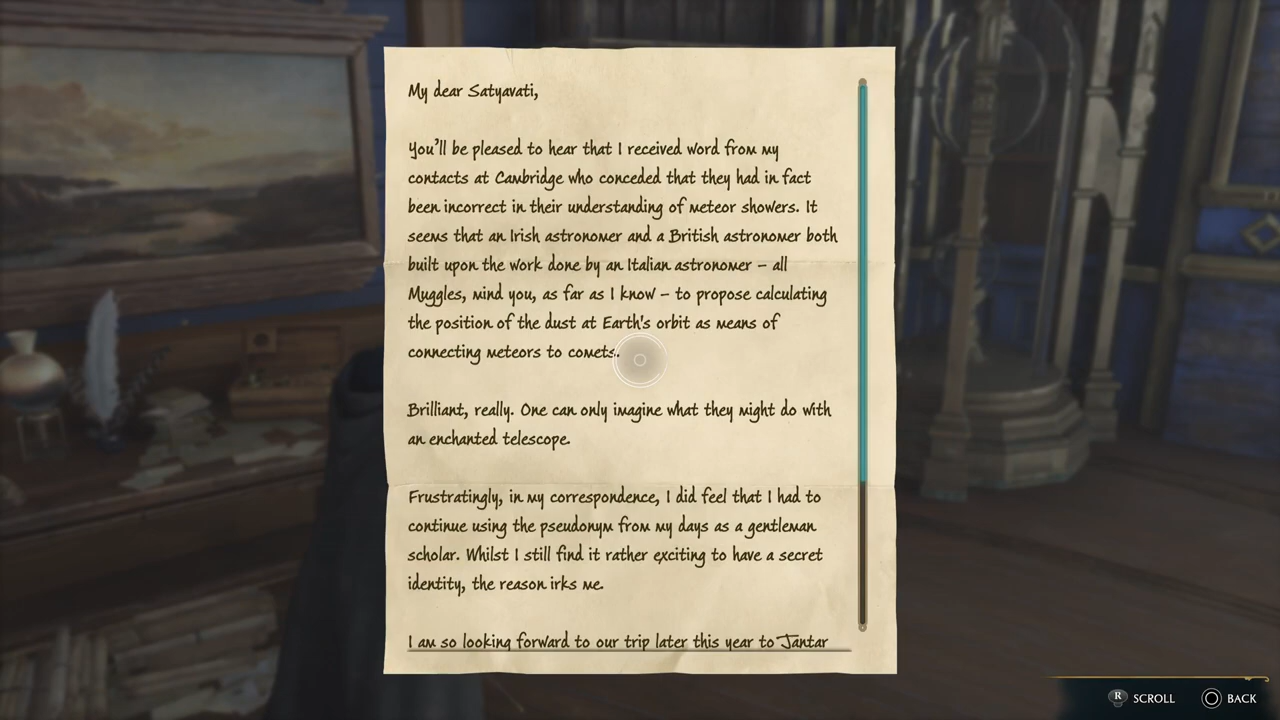 My dear Satyavati,
You'll be pleased to hear that I received word from my
contacts at Cambridge who conceded that they had in fact
been incorrect in their understanding of meteor showers. It
seems that an Irish astronomer and a British astronomer both
built upon the work done by an Italian astronomer – all
Muggles, mind you, as far as I know – to propose calculating
the position of the dust at Earth's orbit as means of
connecting meteors to comets.
Brilliant, really. One can only imagine what they might do with
an enchanted telescope.
Frustratingly, in my correspondence, I did feel that I had to
continue using the pseudonym from my days as a gentleman
scholar. Whilst I still find it rather exciting to have a secret
identity, the reason irks me.
I am so looking forward to our trip later this year to Jantar
R SCROLL BACK